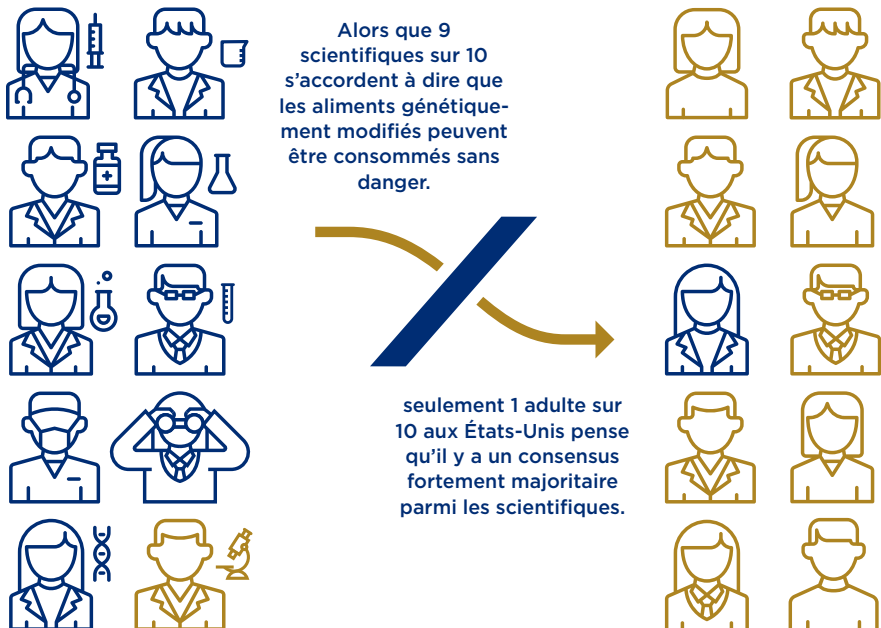 Alors que 9
scientifiques sur 10
s’accordent à dire que
les aliments génétique-
ment modifiés peuvent
être consommés sans
danger.
seulement 1 adulte sur
10 aux États-Unis pense
qu’il y a un consensus
fortement majoritaire
parmi les scientifiques.